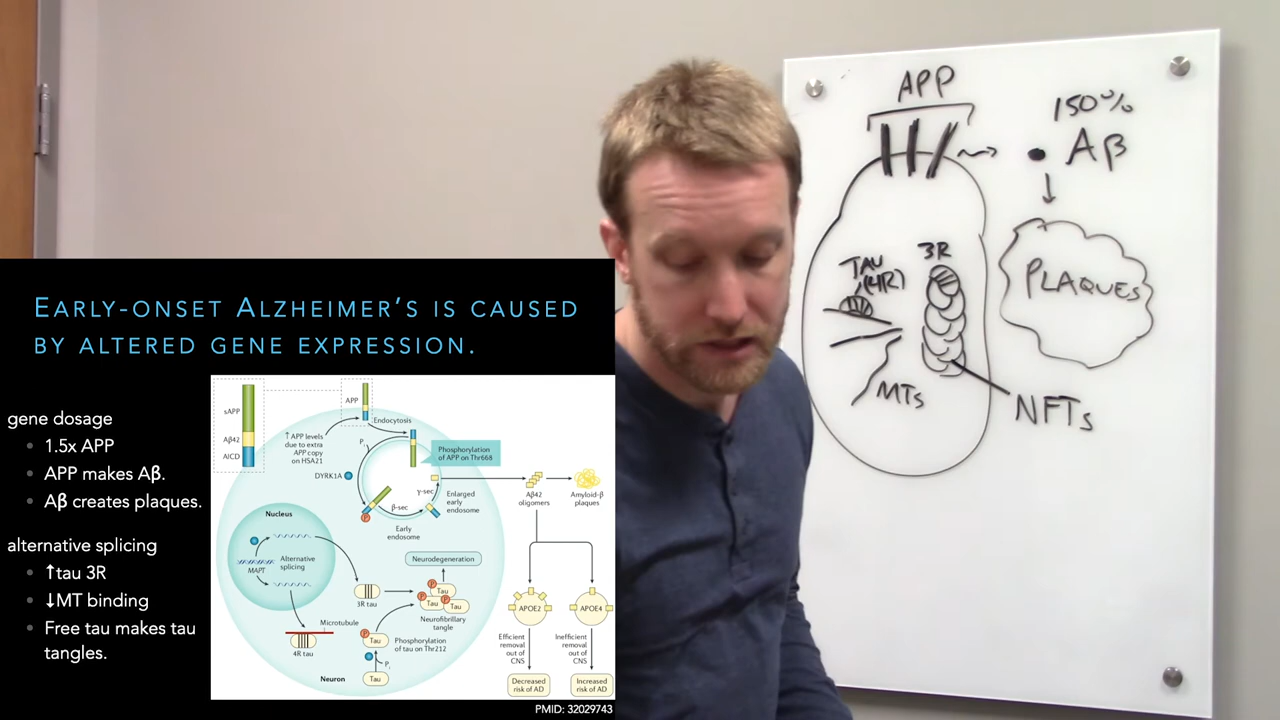 EARLY-ONSET ALZHEIMER'S IS CAUSED
BY ALTERED GENE EXPRESSION.
gene dosage
• 1.5x APP
• APP makes Aβ.
• Aβ creates plaques.
alternative splicing
• ↑tau 3R
• ↓MT binding
• Free tau makes tau
tangles.
sAPP
Aβ42
AICD
APP
Endocytosis
↑ APP levels
due to extra
APP copy
on HSA21
Pi
Phosphorylation
of APP on Thr668
DYRK1A
γ-sec
β-sec
Enlarged
early
endosome
Early
endosome
Aβ42
oligomers
Amyloid-β
plaques
Nucleus
MAPT
Alternative
splicing
Neurodegeneration
3R tau
P
Tau
P
Tau
P
Tau
Neurofibrillary
tangle
Microtubule
4R tau
P
Tau
Phosphorylation
of tau on Thr212
Pi
Tau
Neuron
P
APOE2
APOE4
Efficient
removal
out of
CNS
Inefficient
removal
out of
CNS
Decreased
risk of AD
Increased
risk of AD
PMID: 32029743
APP
150%
Aβ
TAU
(4R)
3R
PLAQUES
MTs
NFTs